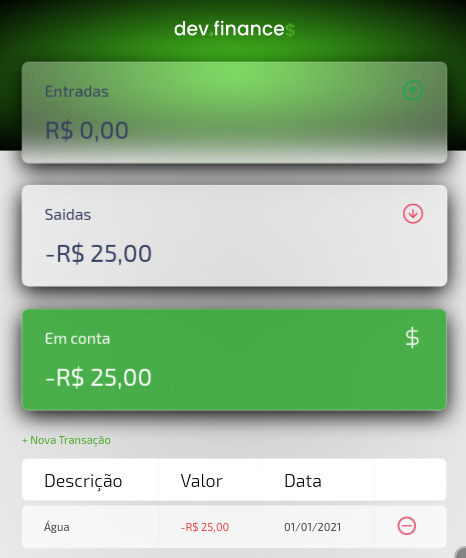 dev.finance$
Entradas
R$ 0,00
Saidas
-R$ 25,00
Em conta
$
-R$ 25,00
+ Nova Transação
Descrição Valor Data
Água -R$ 25,00 01/01/2021